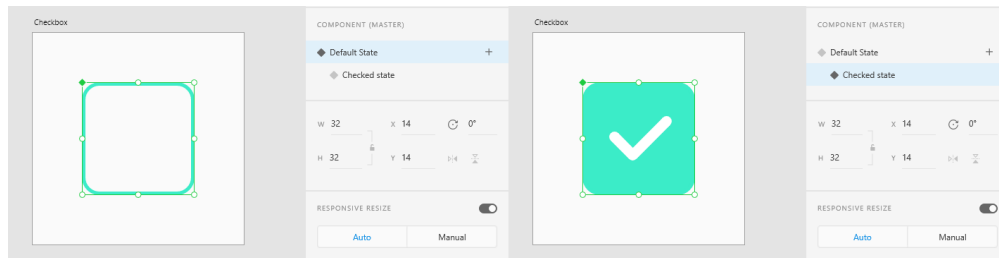 Checkbox
COMPONENT (MASTER)
Default State +
Checked state
W 32 X 14 0°
H 32 Y 14
RESPONSIVE RESIZE
Auto Manual
Checkbox
COMPONENT (MASTER)
Default State +
Checked state
W 32 X 14 0°
H 32 Y 14
RESPONSIVE RESIZE
Auto Manual